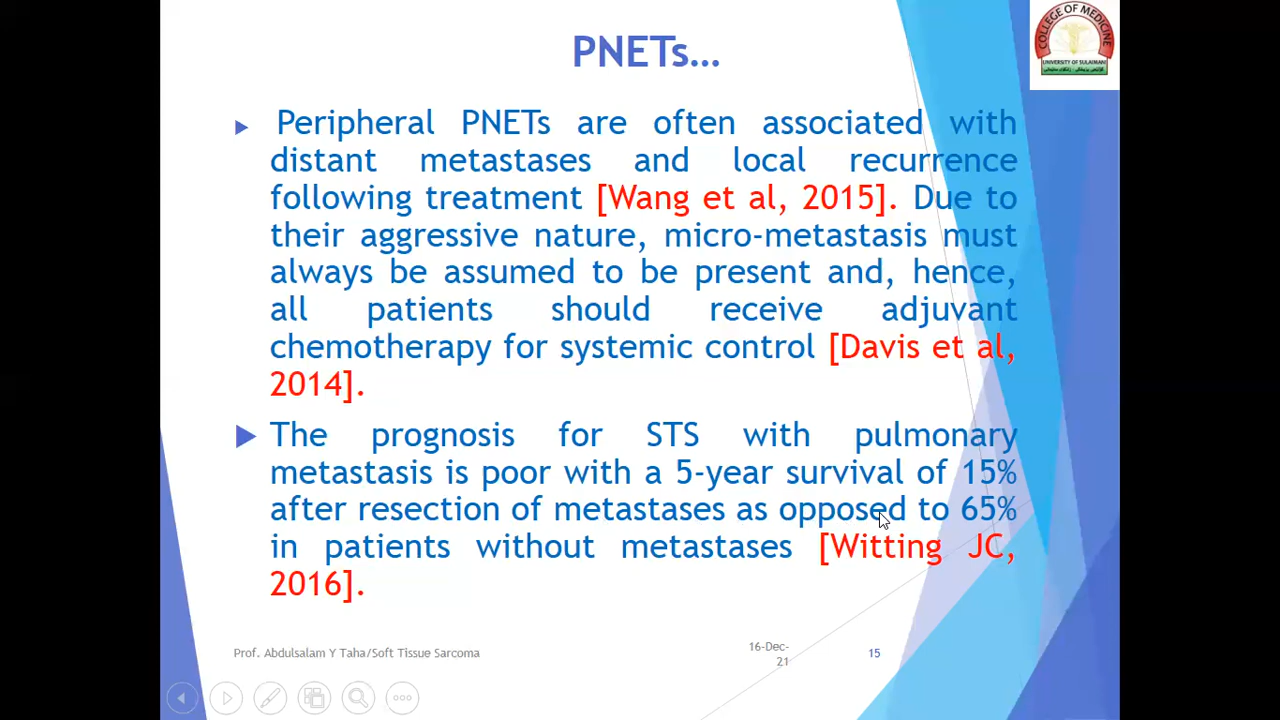 COLLEGE OF MEDICINE
UNIVERSITY OF SULAIMANI
PNETs…
Peripheral PNETs are often associated with
distant metastases and local recurrence
following treatment [Wang et al, 2015]. Due to
their aggressive nature, micro-metastasis must
always be assumed to be present and, hence,
all patients should receive adjuvant
chemotherapy for systemic control [Davis et al,
2014].
The prognosis for STS with pulmonary
metastasis is poor with a 5-year survival of 15%
after resection of metastases as opposed to 65%
in patients without metastases [Witting JC,
2016].
Prof. Abdulsalam Y Taha/Soft Tissue Sarcoma
16-Dec-
21
15